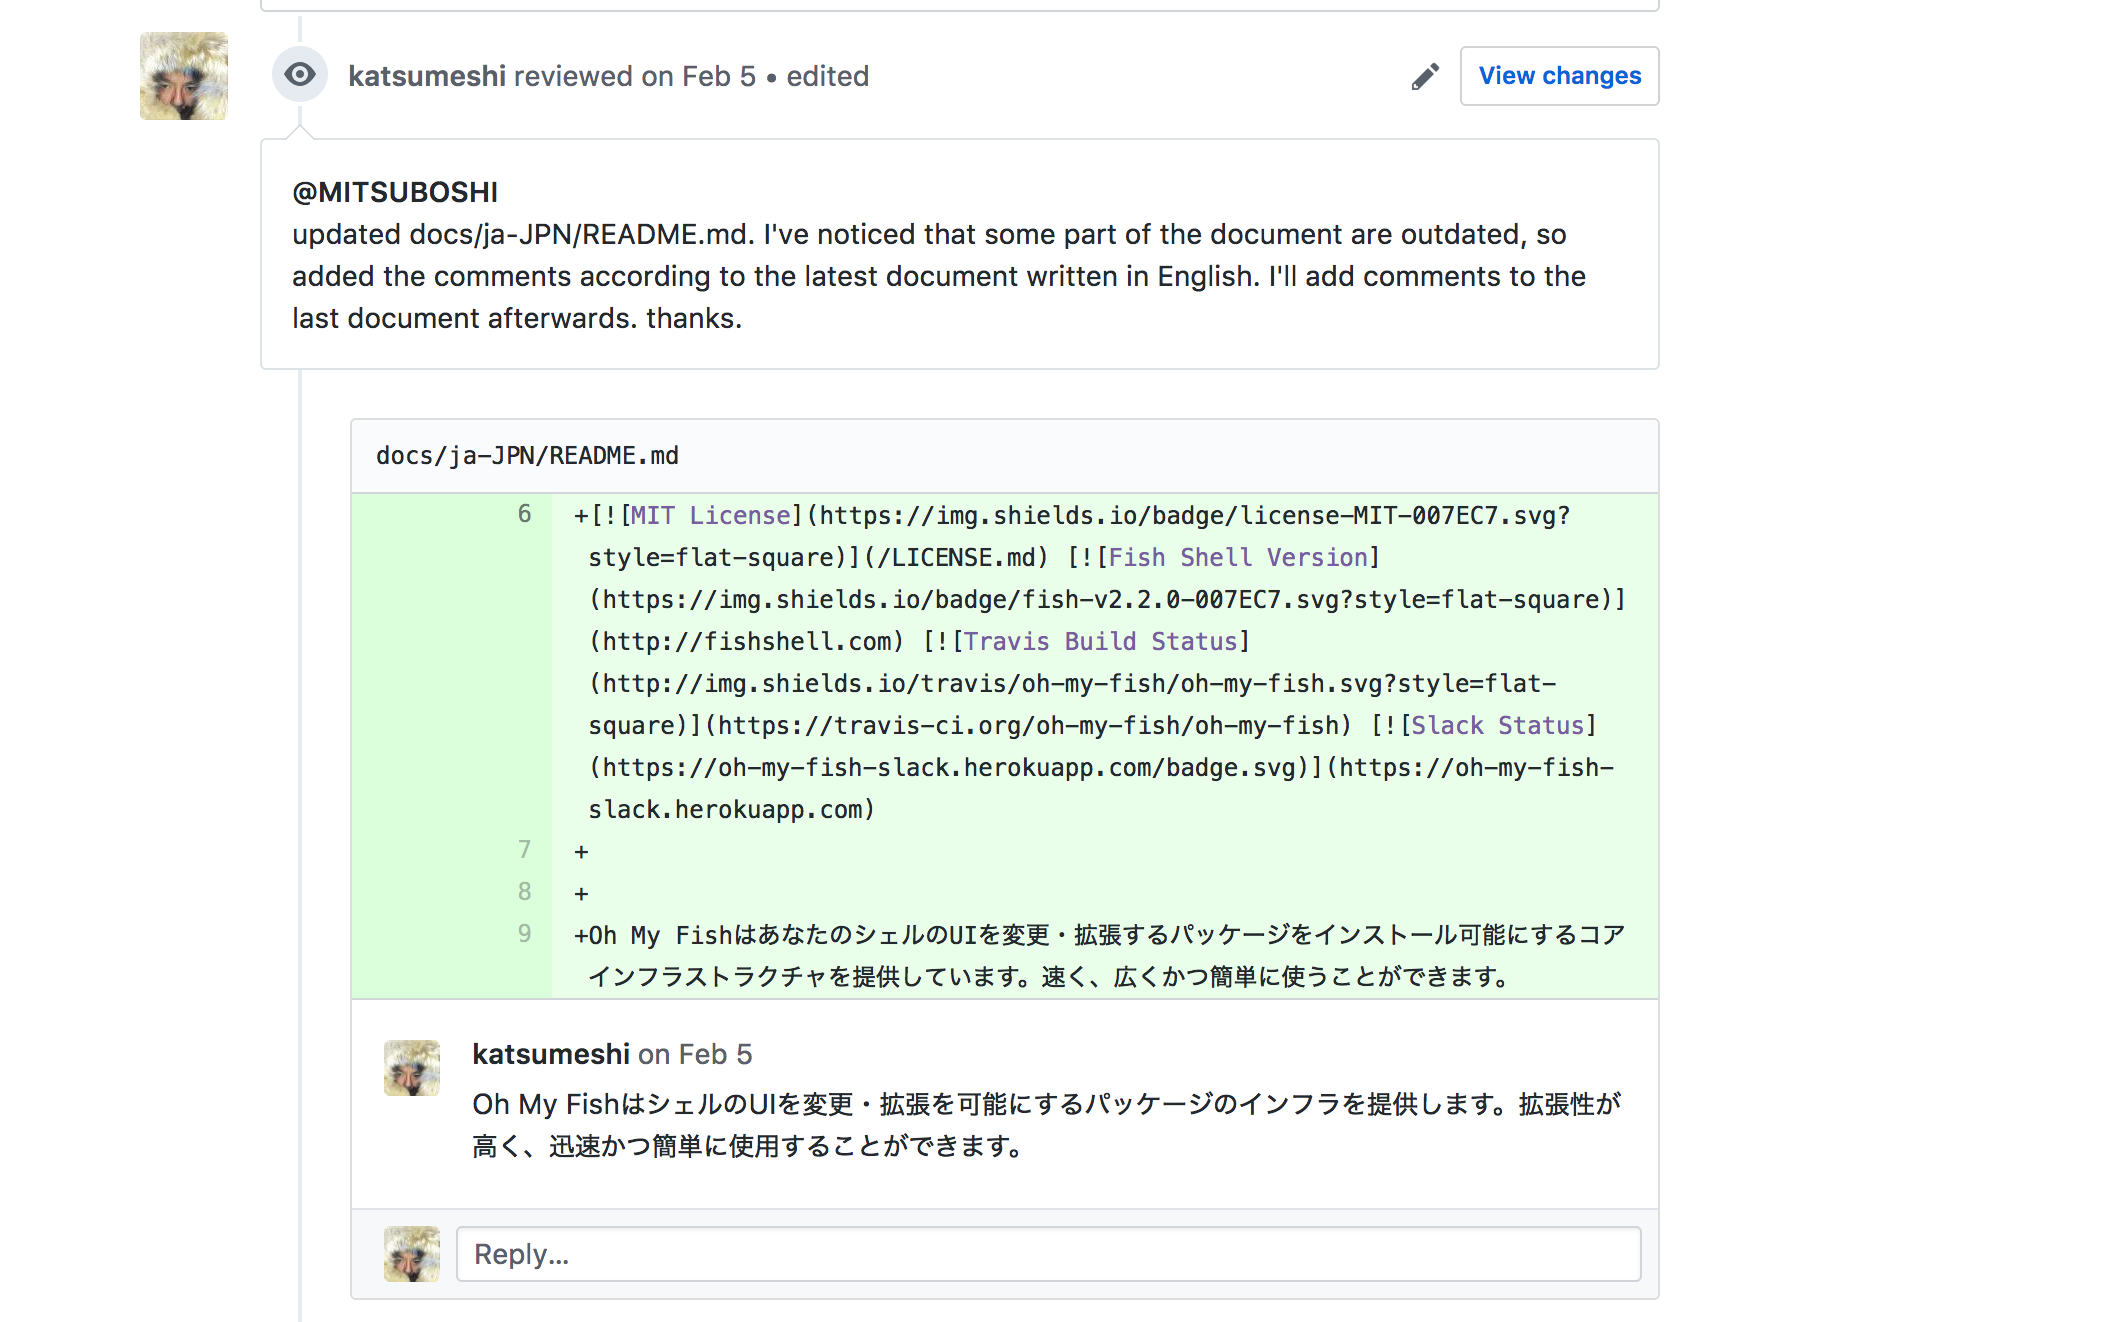 katsumeshi reviewed on Feb 5 • edited
View changes
@MITSUBOSHI
updated docs/ja-JPN/README.md. I've noticed that some part of the document are outdated, so
added the comments according to the latest document written in English. I'll add comments to the
last document afterwards. thanks.
docs/ja-JPN/README.md
6 +[![MIT License](https://img.shields.io/badge/license-MIT-007EC7.svg?
style=flat-square)](/LICENSE.md) [![Fish Shell Version]
(https://img.shields.io/badge/fish-v2.2.0-007EC7.svg?style=flat-square)]
(http://fishshell.com) [![Travis Build Status]
(http://img.shields.io/travis/oh-my-fish/oh-my-fish.svg?style=flat-
square)](https://travis-ci.org/oh-my-fish/oh-my-fish) [![Slack Status]
(https://oh-my-fish-slack.herokuapp.com/badge.svg)](https://oh-my-fish-
slack.herokuapp.com)
7 +
8 +
9 +Oh My FishはあなたのシェルのUIを変更・拡張するパッケージをインストール可能にするコア
インフラストラクチャを提供しています。速く、広くかつ簡単に使うことができます。
katsumeshi on Feb 5
Oh My FishはシェルのUIを変更・拡張を可能にするパッケージのインフラを提供します。拡張性が
高く、迅速かつ簡単に使用することができます。
Reply...